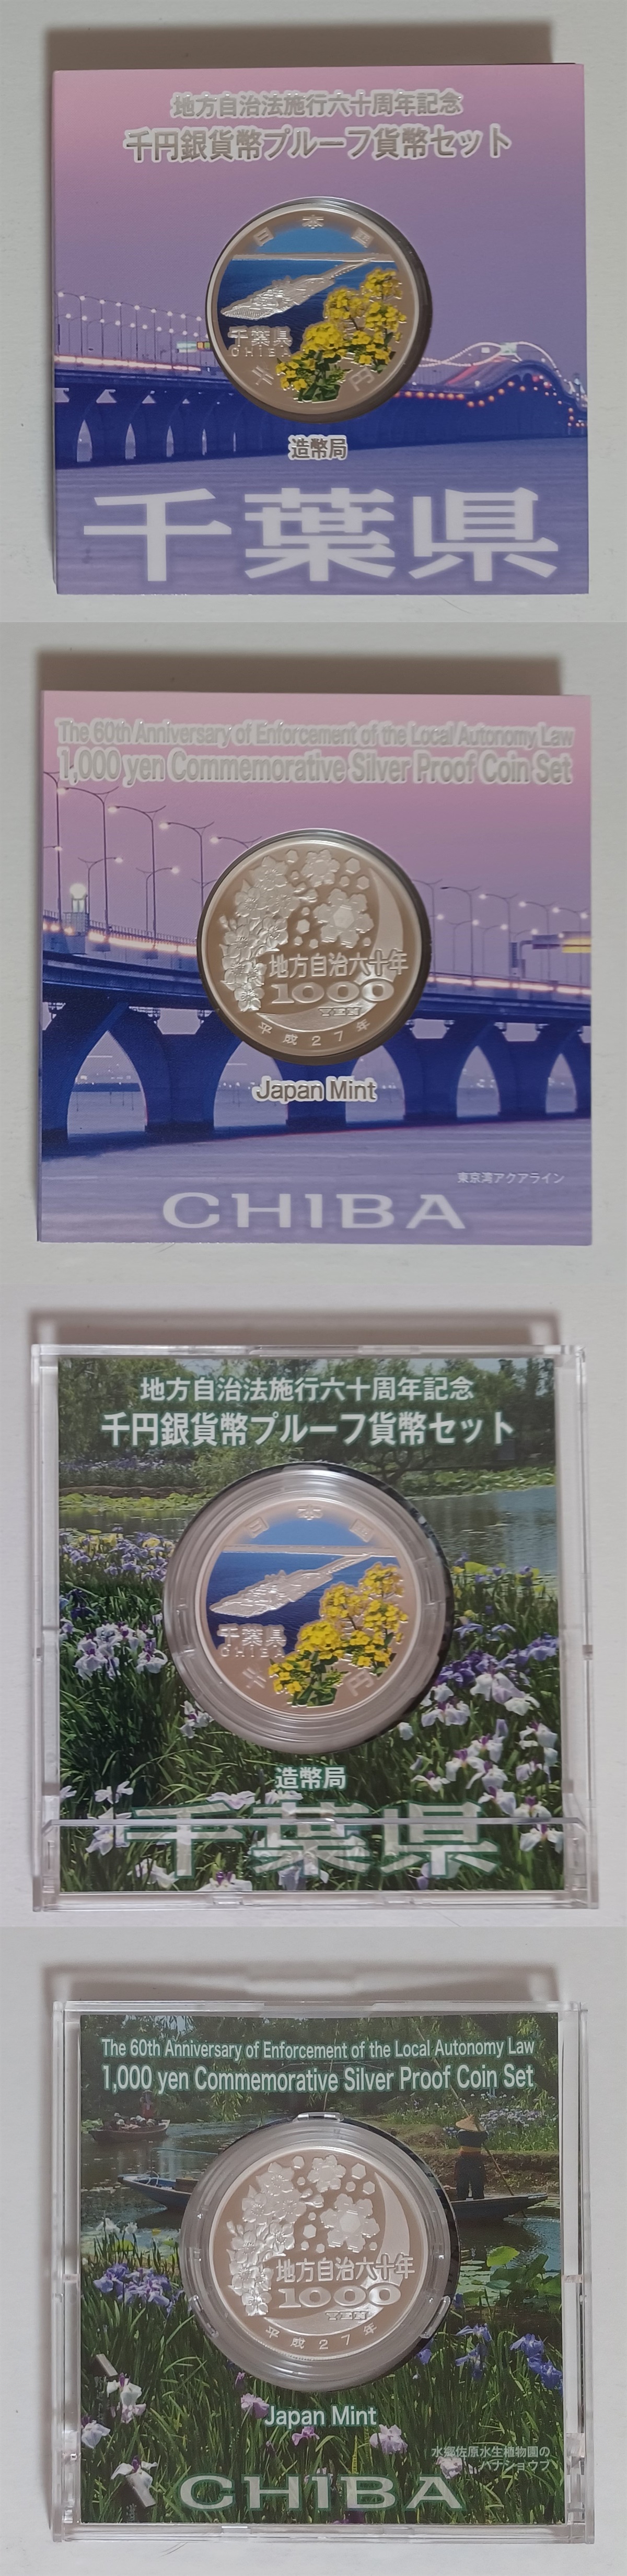 地方自治法施行六十周年記念
千円銀貨幣プルーフ貨幣セット
日本国
千葉県
CHIBA
千円
造幣局
千葉県
The 60th Anniversary of Enforcement of the Local Autonomy Law
1,000 yen Commemorative Silver Proof Coin Set
地方自治六十年
1000
YEN
平成27年
Japan Mint
東京湾アクアライン
CHIBA
地方自治法施行六十周年記念
千円銀貨幣プルーフ貨幣セット
日本国
千葉県
CHIBA
千円
造幣局
千葉県
The 60th Anniversary of Enforcement of the Local Autonomy Law
1,000 yen Commemorative Silver Proof Coin Set
地方自治六十年
1000
YEN
平成27年
Japan Mint
水郷佐原水生植物園の
ハナショウブ
CHIBA